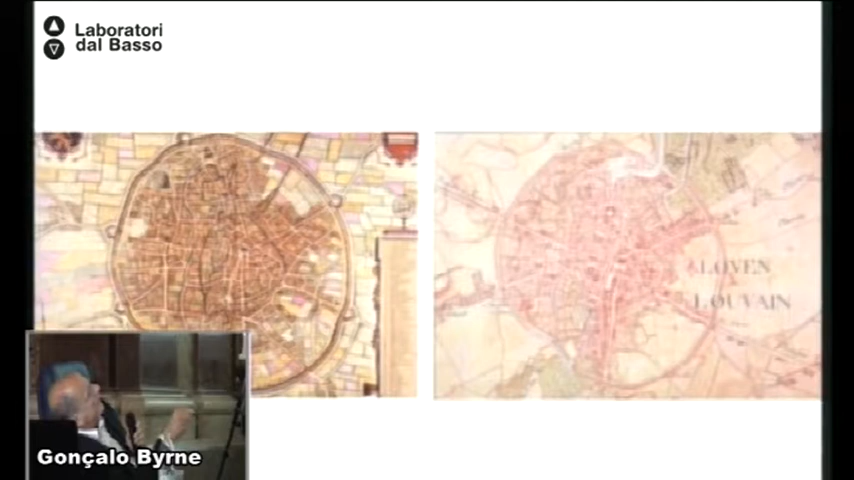 Laboratori
dal Basso
LOVEN
LOUVAIN
Gonçalo Byrne